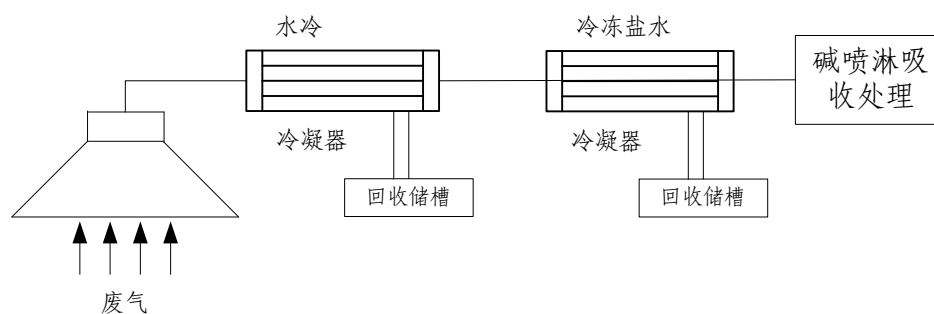 水冷
冷冻盐水
碱喷淋吸
收处理
冷凝器
冷凝器
回收储槽
回收储槽
废气